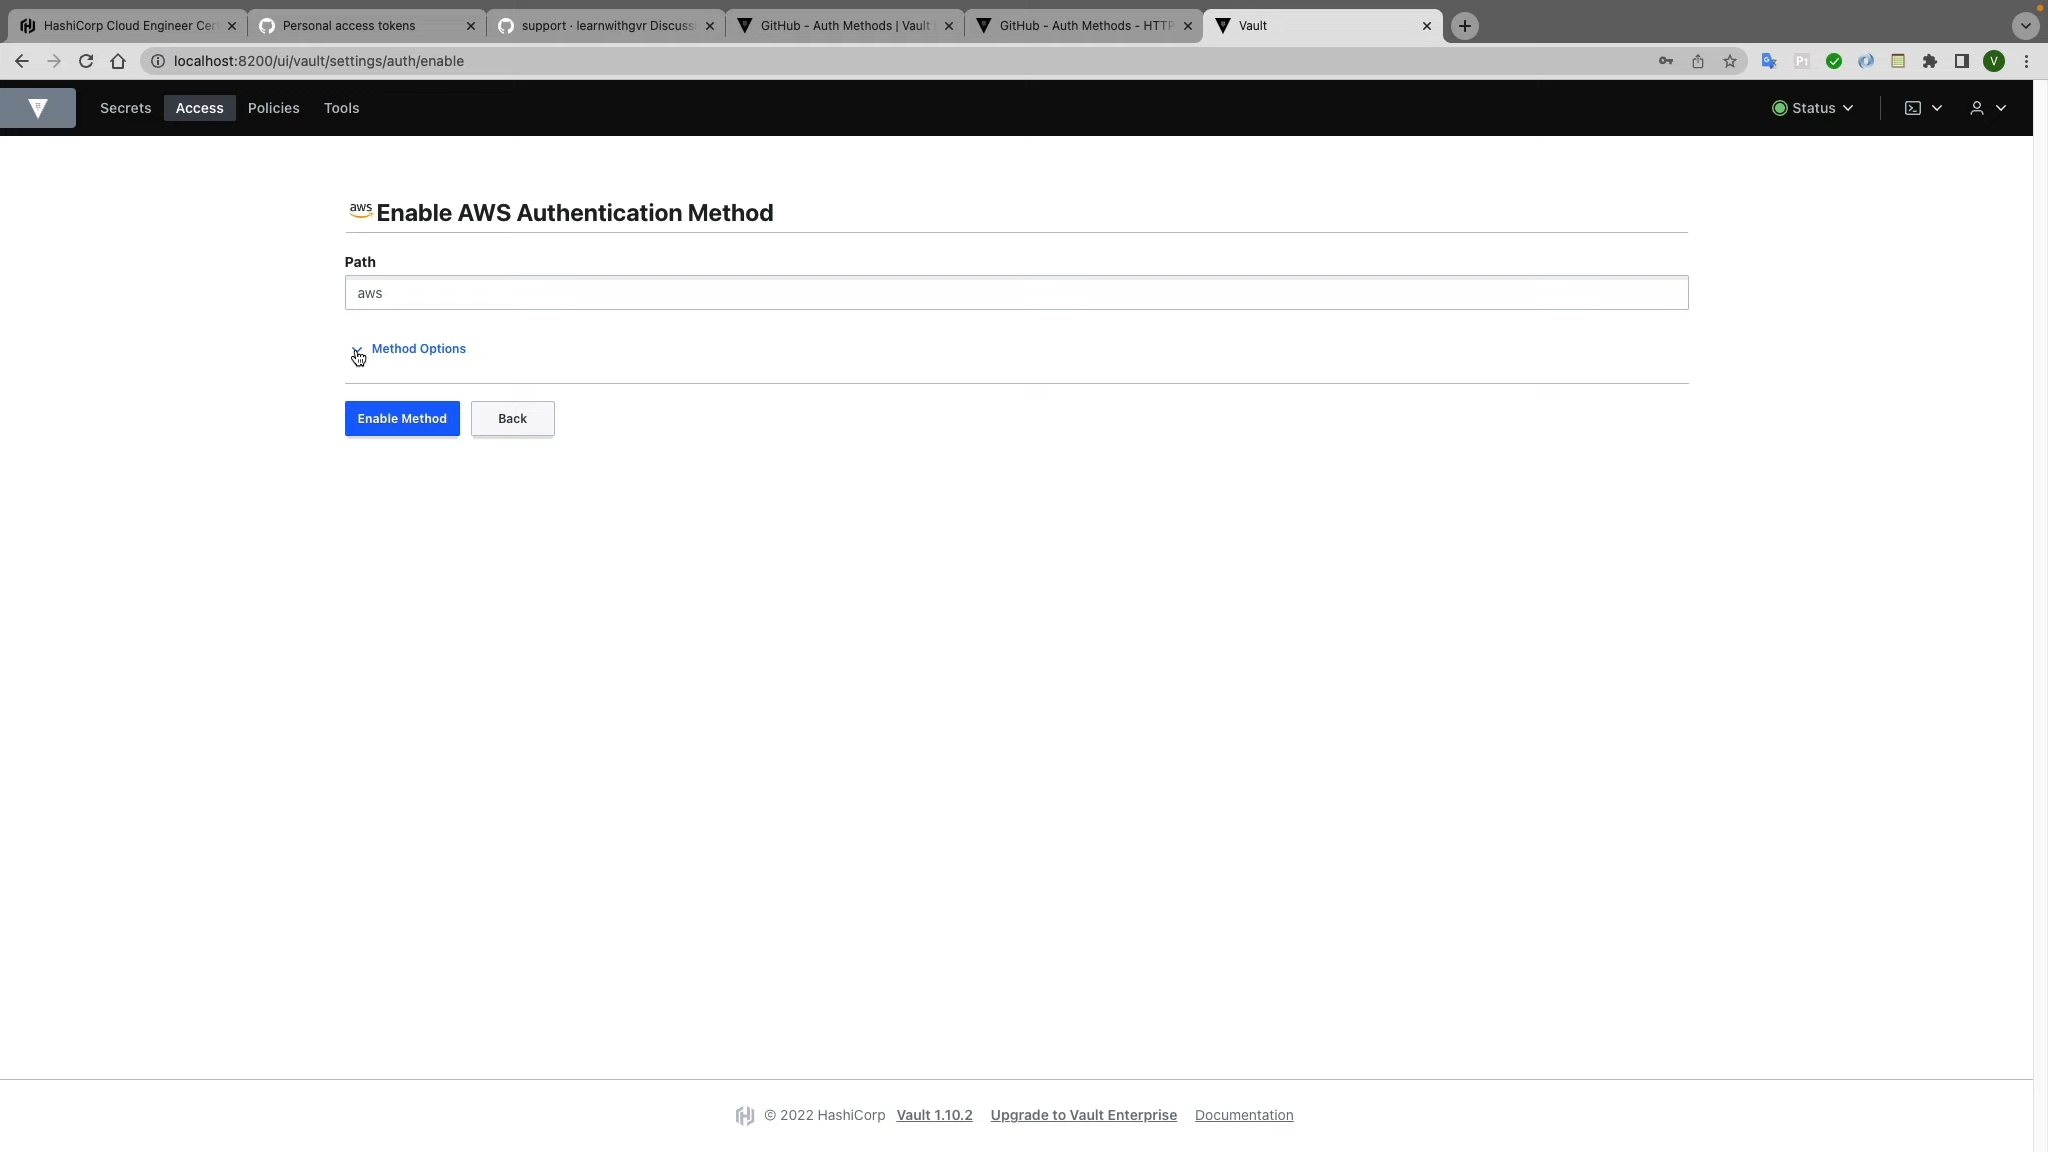 HashiCorp Cloud Engineer Cer
Personal access tokens
support · learnwithgvr Discuss
GitHub - Auth Methods | Vault
GitHub - Auth Methods - HTTP
Vault
localhost:8200/ui/vault/settings/auth/enable
V
Secrets
Access
Policies
Tools
Status
aws Enable AWS Authentication Method
Path
aws
Method Options
Enable Method
Back
© 2022 HashiCorp Vault 1.10.2 Upgrade to Vault Enterprise Documentation